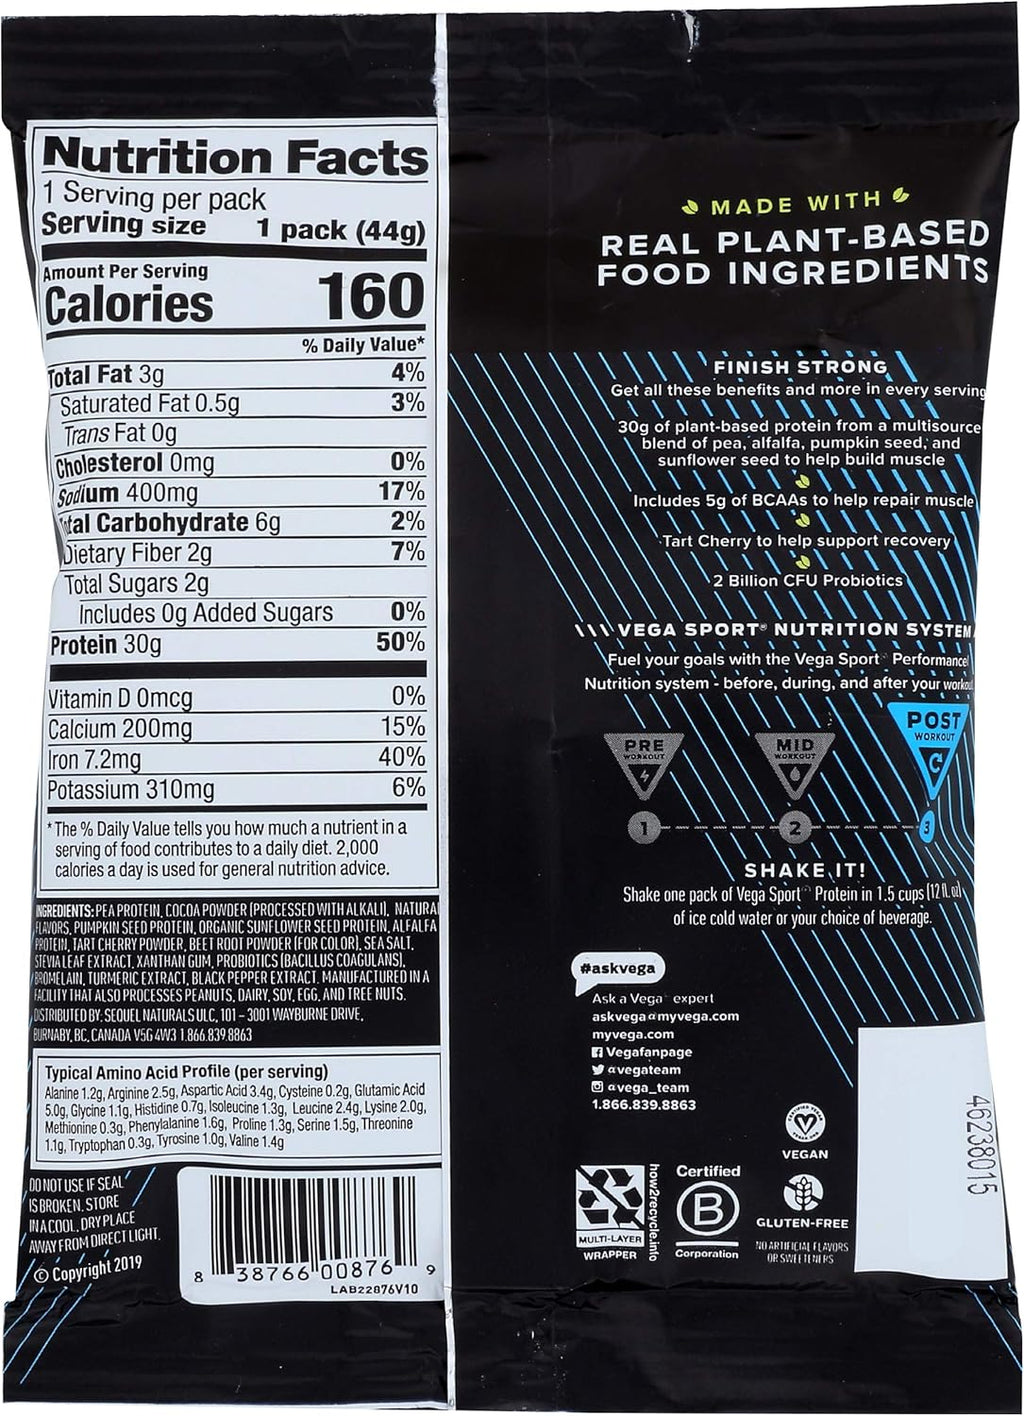 Nutrition Facts
1 Serving per pack
Serving size 1 pack (44g)
Amount Per Serving
Calories 160
% Daily Value*
Total Fat 3g 4%
Saturated Fat 0.5g 3%
Trans Fat 0g
Cholesterol 0mg 0%
Sodium 400mg 17%
Total Carbohydrate 6g 2%
Dietary Fiber 2g 7%
Total Sugars 2g
Includes 0g Added Sugars 0%
Protein 30g 50%
Vitamin D 0mcg 0%
Calcium 200mg 15%
Iron 7.2mg 40%
Potassium 310mg 6%
* The % Daily Value tells you how much a nutrient in a
serving of food contributes to a daily diet. 2,000
calories a day is used for general nutrition advice.
INGREDIENTS: PEA PROTEIN, COCOA POWDER (PROCESSED WITH ALKALI), NATURAL
FLAVORS, PUMPKIN SEED PROTEIN, ORGANIC SUNFLOWER SEED PROTEIN, ALFALFA
PROTEIN, TART CHERRY POWDER, BEET ROOT POWDER (FOR COLOR), SEA SALT,
STEVIA LEAF EXTRACT, XANTHAN GUM, PROBIOTICS (BACILLUS COAGULANS),
BROMELAIN, TURMERIC EXTRACT, BLACK PEPPER EXTRACT. MANUFACTURED IN A
FACILITY THAT ALSO PROCESSES PEANUTS, DAIRY, SOY, EGG, AND TREE NUTS.
DISTRIBUTED BY: SEQUEL NATURALS ULC, 101 – 3001 WAYBURNE DRIVE,
BURNABY, BC, CANADA V5G 4W3 1.866.839.8863
Typical Amino Acid Profile (per serving)
Alanine 1.2g, Arginine 2.5g, Aspartic Acid 3.4g, Cysteine 0.2g, Glutamic Acid
5.0g, Glycine 1.1g, Histidine 0.7g, Isoleucine 1.3g, Leucine 2.4g, Lysine 2.0g,
Methionine 0.3g, Phenylalanine 1.6g, Proline 1.3g, Serine 1.5g, Threonine
1.1g, Tryptophan 0.3g, Tyrosine 1.0g, Valine 1.4g
DO NOT USE IF SEAL
IS BROKEN. STORE
IN A COOL, DRY PLACE
AWAY FROM DIRECT LIGHT.
© Copyright 2019
8 38766 00876 9
LAB22876V10
MADE WITH
REAL PLANT-BASED
FOOD INGREDIENTS
FINISH STRONG
Get all these benefits and more in every serving
30g of plant-based protein from a multisource
blend of pea, alfalfa, pumpkin seed, and
sunflower seed to help build muscle
Includes 5g of BCAAs to help repair muscle
Tart Cherry to help support recovery
2 Billion CFU Probiotics
VEGA SPORT® NUTRITION SYSTEM
Fuel your goals with the Vega Sport Performance
Nutrition system - before, during, and after your workout
PRE WORKOUT
MID WORKOUT
POST WORKOUT
1 2 3
SHAKE IT!
Shake one pack of Vega Sport Protein in 1.5 cups (12 fl. oz)
of ice cold water or your choice of beverage.
#askvega
Ask a Vega expert
askvega@myvega.com
myvega.com
Vegafanpage
@vegateam
@vega_team
1.866.839.8863
VEGAN
GLUTEN-FREE
NO ARTIFICIAL FLAVORS
OR SWEETENERS
MULTI-LAYER
WRAPPER
how2recycle.info
Certified
B
Corporation
46238015